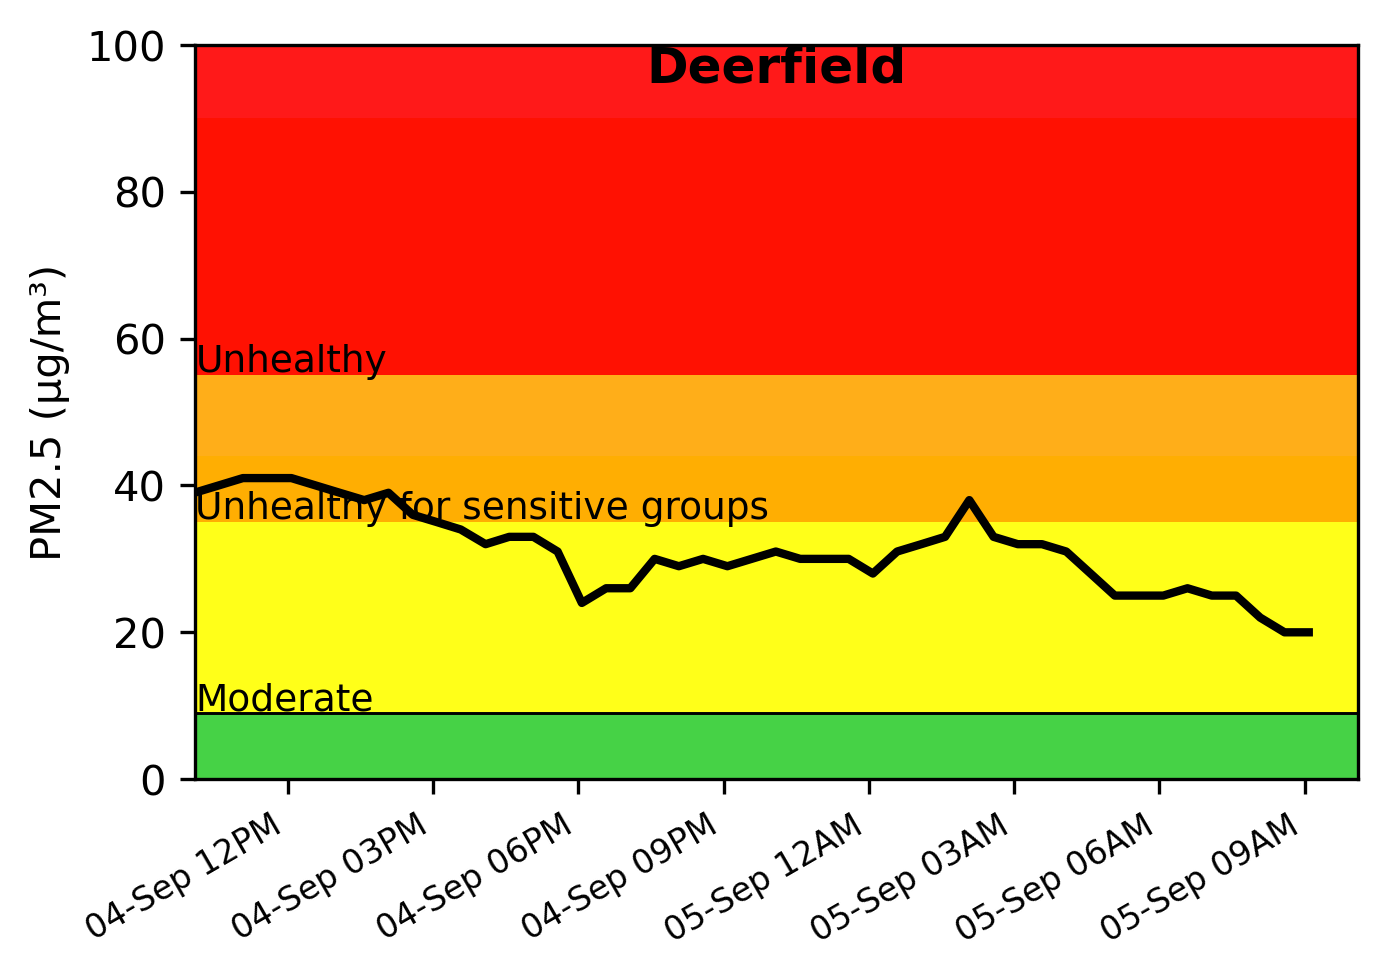 Deerfield
100
80
60
40
20
0
PM2.5 (µg/m³)
Unhealthy
Unhealthy for sensitive groups
Moderate
04-Sep 12PM
04-Sep 03PM
04-Sep 06PM
04-Sep 09PM
05-Sep 12AM
05-Sep 03AM
05-Sep 06AM
05-Sep 09AM